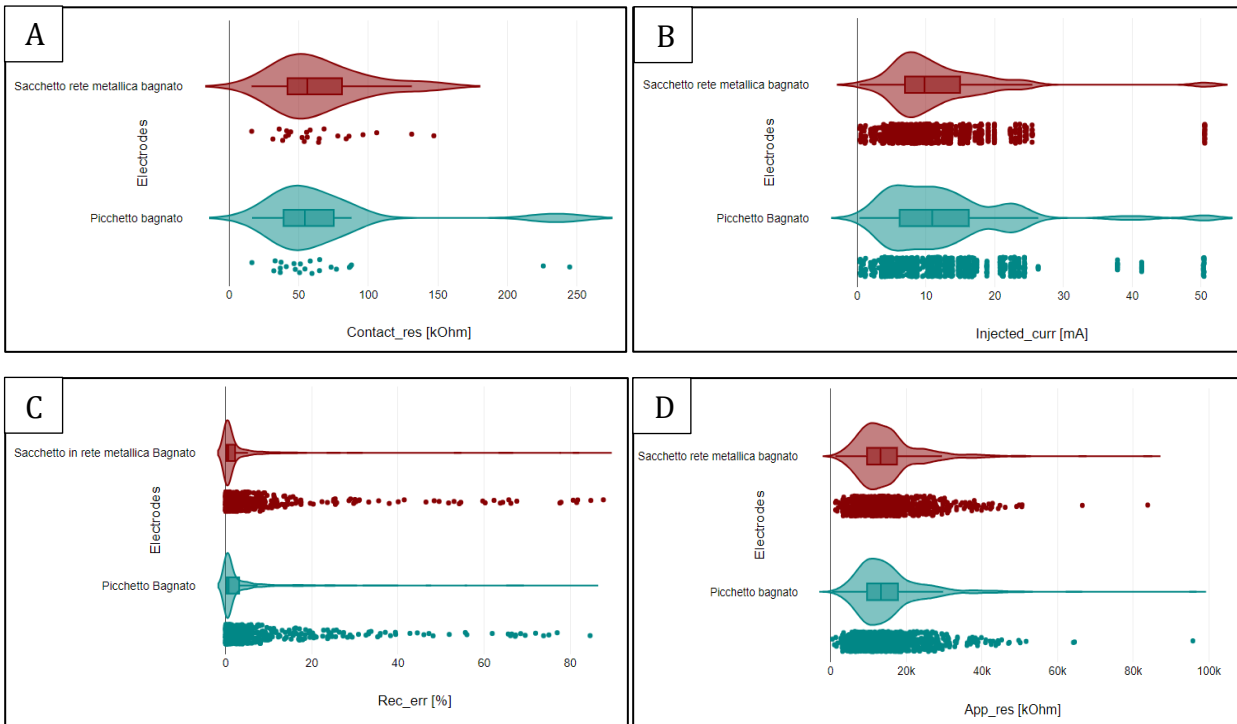 A
Sacchetto rete metallica bagnato
Electrodes
Picchetto bagnato
0 50 100 150 200 250
Contact_res [kOhm]
B
Sacchetto rete metallica bagnato
Electrodes
Picchetto Bagnato
0 10 20 30 40 50
Injected_curr [mA]
C
Sacchetto in rete metallica Bagnato
Electrodes
Picchetto Bagnato
0 20 40 60 80
Rec_err [%]
D
Sacchetto rete metallica bagnato
Electrodes
Picchetto bagnato
0 20k 40k 60k 80k 100k
App_res [kOhm]